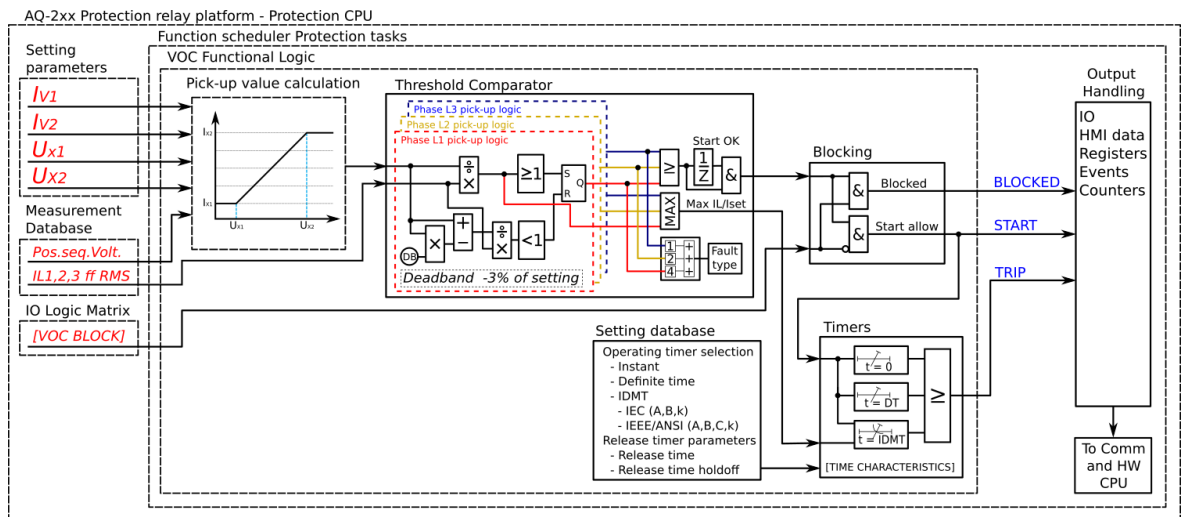 AQ-2xx Protection relay platform - Protection CPU
Function scheduler Protection tasks
VOC Functional Logic
Setting
parameters
IV1
IV2
Ux1
Ux2
Measurement
Database
Pos.seq.Volt.
IL1,2,3 ff RMS
IO Logic Matrix
[VOC BLOCK]
Pick-up value calculation
Ix2
Ix1
Ux1
Ux2
Threshold Comparator
Phase L3 pick-up logic
Phase L2 pick-up logic
Phase L1 pick-up logic
÷
×
≥1
S
Q
R
DB
×
+
−
÷
×
<1
Deadband -3% of setting
≥
Start OK
1
Z
&
MAX
Max IL/Iset
1 +
2 +
4 +
Fault
type
Blocking
&
Blocked
&
Start allow
BLOCKED
START
TRIP
Setting database
Operating timer selection
- Instant
- Definite time
- IDMT
- IEC (A,B,k)
- IEEE/ANSI (A,B,C,k)
Release timer parameters
- Release time
- Release time holdoff
Timers
t = 0
t = DT
t = IDMT
≥
[TIME CHARACTERISTICS]
Output
Handling
IO
HMI data
Registers
Events
Counters
To Comm
and HW
CPU